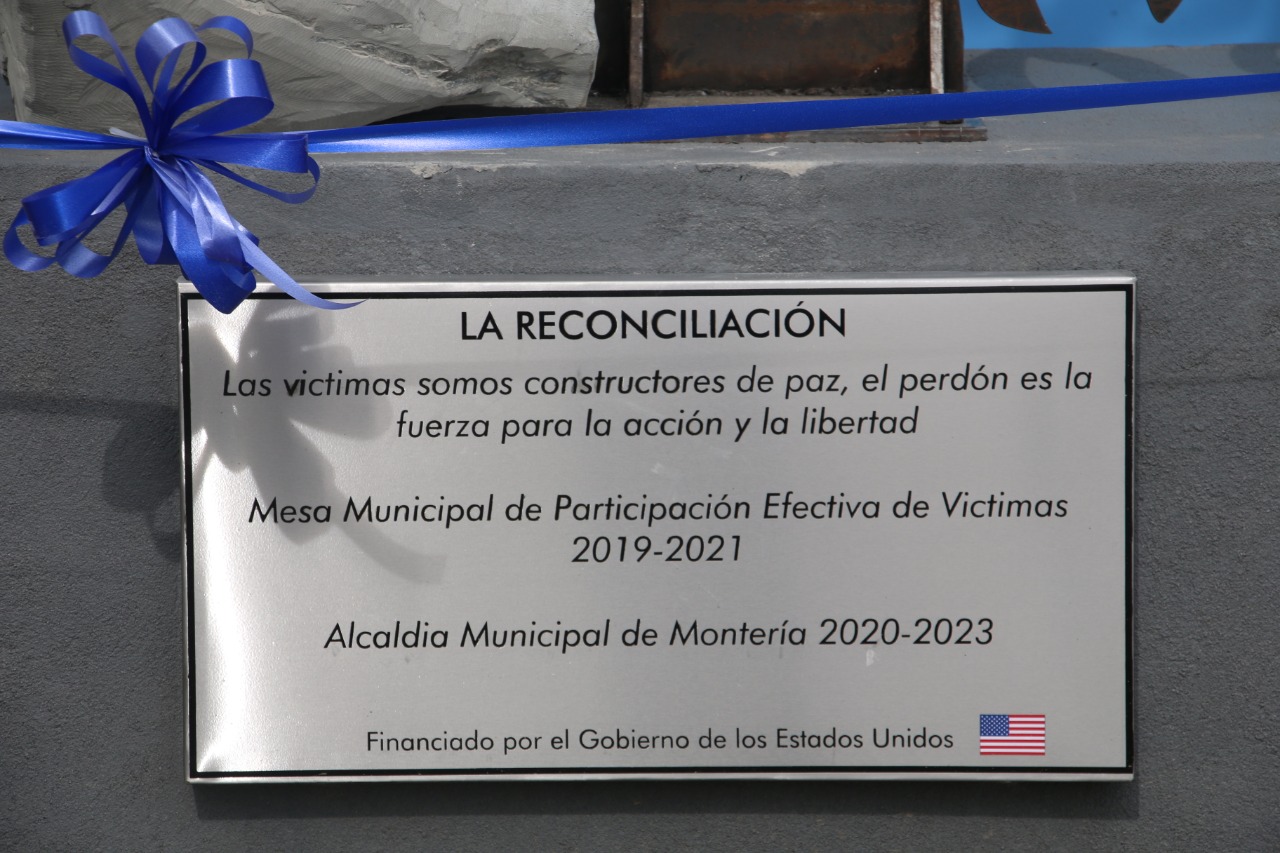 LA RECONCILIACIÓN
Las victimas somos constructores de paz, el perdón es la
fuerza para la acción y la libertad
Mesa Municipal de Participación Efectiva de Victimas
2019-2021
Alcaldia Municipal de Montería 2020-2023
Financiado por el Gobierno de los Estados Unidos